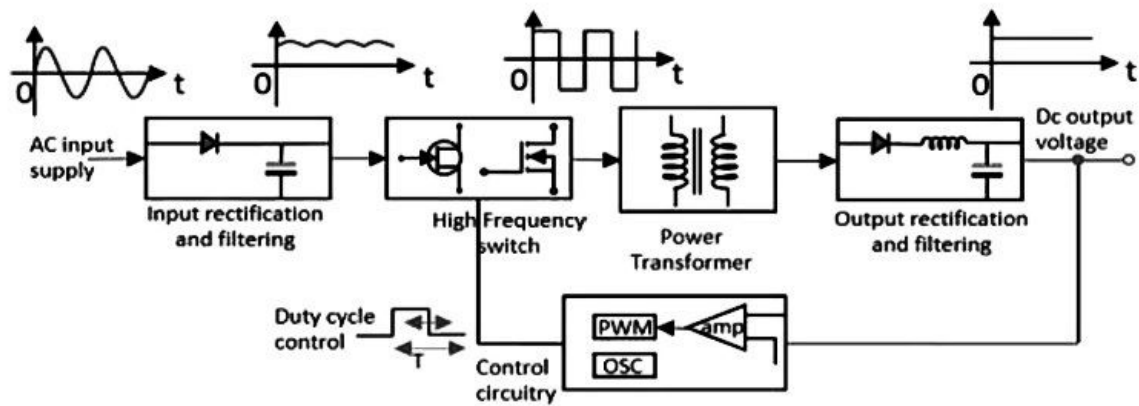 0
t
0
t
0
t
0
t
AC input
supply
Input rectification
and filtering
High Frequency
switch
Power
Transformer
Output rectification
and filtering
Dc output
voltage
Duty cycle
control
T
Control
circuitry
PWM
amp
OSC